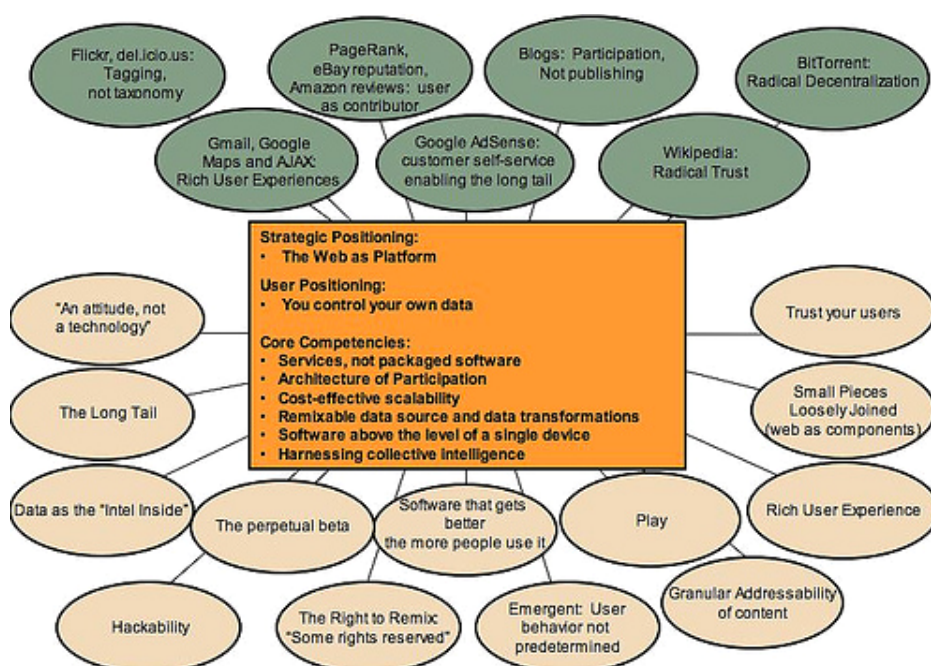 Flickr, del.icio.us:
Tagging,
not taxonomy
PageRank,
eBay reputation,
Amazon reviews: user
as contributor
Blogs: Participation,
Not publishing
BitTorrent:
Radical Decentralization
Gmail, Google
Maps and AJAX:
Rich User Experiences
Google AdSense:
customer self-service
enabling the long tail
Wikipedia:
Radical Trust
Strategic Positioning:
• The Web as Platform
User Positioning:
• You control your own data
Core Competencies:
• Services, not packaged software
• Architecture of Participation
• Cost-effective scalability
• Remixable data source and data transformations
• Software above the level of a single device
• Harnessing collective intelligence
"An attitude, not
a technology"
Trust your users
The Long Tail
Small Pieces
Loosely Joined
(web as components)
Data as the "Intel Inside"
The perpetual beta
Software that gets
better
the more people use it
Play
Rich User Experience
Hackability
The Right to Remix:
"Some rights reserved"
Emergent: User
behavior not
predetermined
Granular Addressability
of content